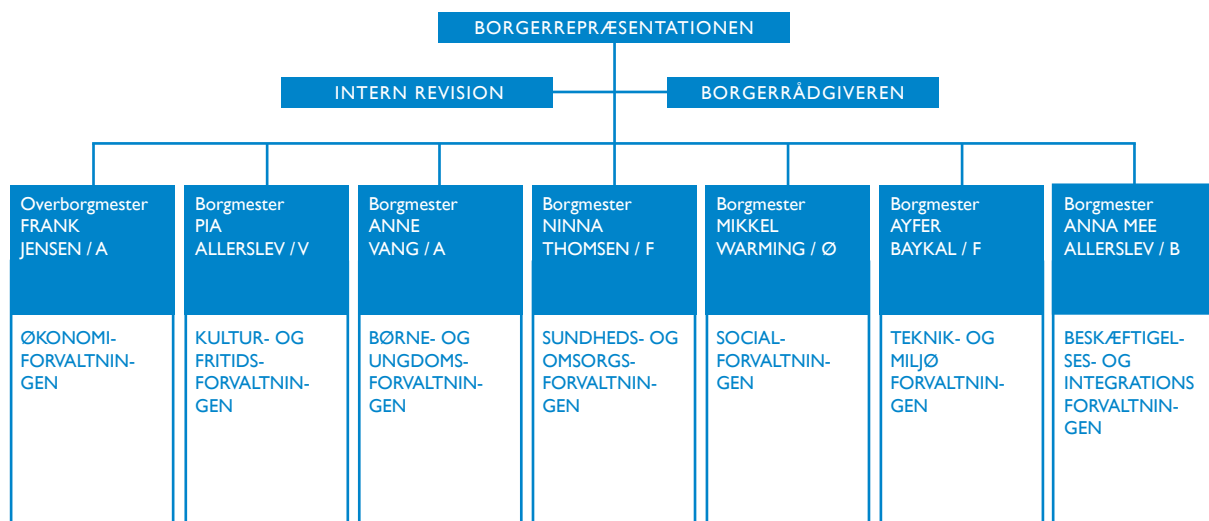 BORGERREPRÆSENTATIONEN
INTERN REVISION
BORGERRÅDGIVEREN
Overborgmester
FRANK
JENSEN / A
Borgmester
PIA
ALLERSLEV / V
Borgmester
ANNE
VANG / A
Borgmester
NINNA
THOMSEN / F
Borgmester
MIKKEL
WARMING / Ø
Borgmester
AYFER
BAYKAL / F
Borgmester
ANNA MEE
ALLERSLEV / B
ØKONOMI-
FORVALTNIN-
GEN
KULTUR- OG
FRITIDS-
FORVALTNIN-
GEN
BØRNE- OG
UNGDOMS-
FORVALTNIN-
GEN
SUNDHEDS- OG
OMSORGS-
FORVALTNIN-
GEN
SOCIAL-
FORVALTNIN-
GEN
TEKNIK- OG
MILJØ
FORVALTNIN-
GEN
BESKÆFTIGEL-
SES- OG
INTEGRATIONS
FORVALTNIN-
GEN